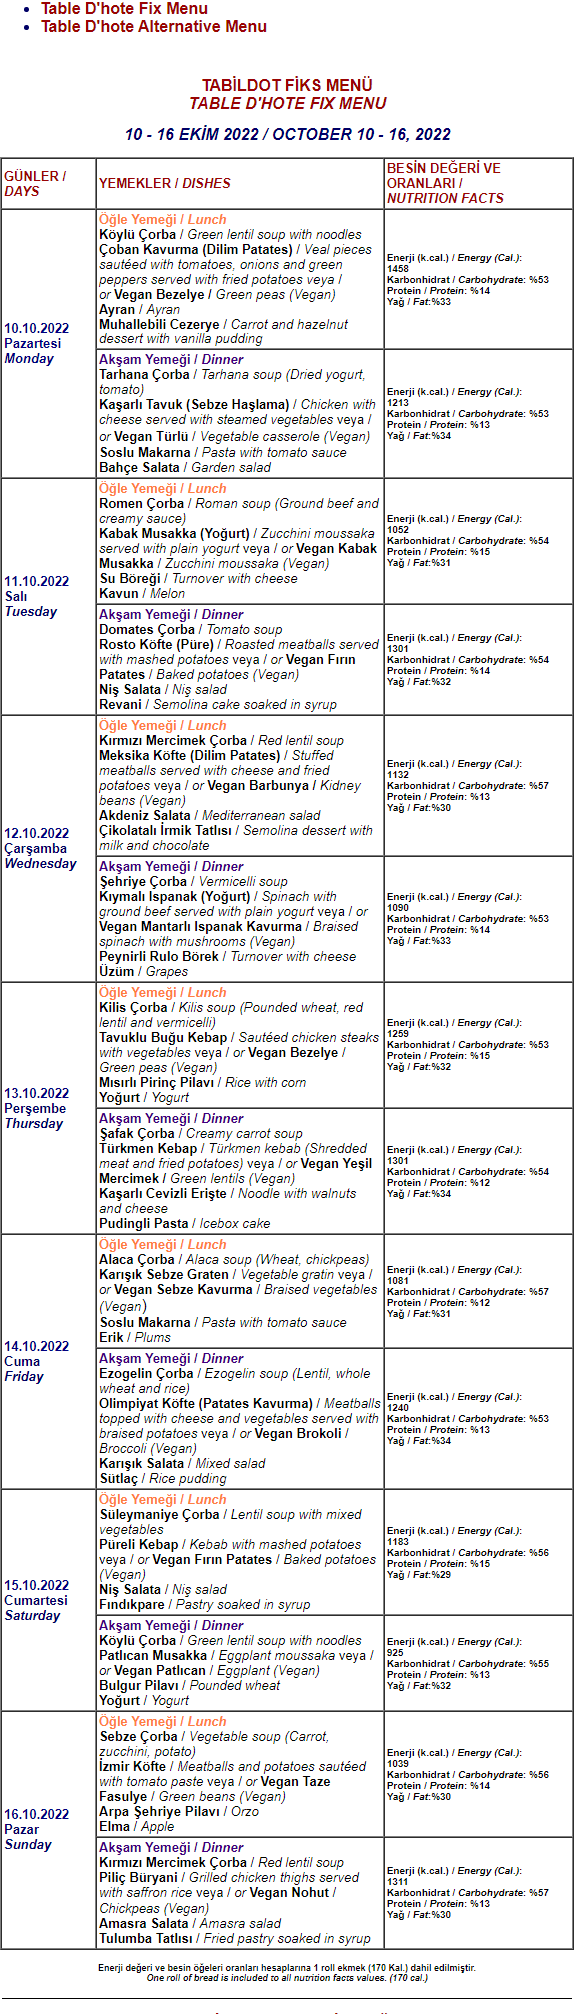 Table D'hote Fix Menu
Table D'hote Alternative Menu
TABİLDOT FİKS MENÜ
TABLE D'HOTE FIX MENU
10 - 16 EKİM 2022 / OCTOBER 10 - 16, 2022
GÜNLER /
DAYS
YEMEKLER / DISHES
BESİN DEĞERİ VE
ORANLARI /
NUTRITION FACTS
10.10.2022
Pazartesi
Monday
Öğle Yemeği / Lunch
Köylü Çorba / Green lentil soup with noodles
Çoban Kavurma (Dilim Patates) / Veal pieces
sautéed with tomatoes, onions and green
peppers served with fried potatoes veya /
or Vegan Bezelye / Green peas (Vegan)
Ayran / Ayran
Muhallebili Cezerye / Carrot and hazelnut
dessert with vanilla pudding
Enerji (k.cal.) / Energy (Cal.):
1458
Karbonhidrat / Carbohydrate: %53
Protein / Protein: %14
Yağ / Fat:%33
Akşam Yemeği / Dinner
Tarhana Çorba / Tarhana soup (Dried yogurt,
tomato)
Kaşarlı Tavuk (Sebze Haşlama) / Chicken with
cheese served with steamed vegetables veya /
or Vegan Türlü / Vegetable casserole (Vegan)
Soslu Makarna / Pasta with tomato sauce
Bahçe Salata / Garden salad
Enerji (k.cal.) / Energy (Cal.):
1213
Karbonhidrat / Carbohydrate: %53
Protein / Protein: %13
Yağ / Fat:%34
11.10.2022
Salı
Tuesday
Öğle Yemeği / Lunch
Romen Çorba / Roman soup (Ground beef and
creamy sauce)
Kabak Musakka (Yoğurt) / Zucchini moussaka
served with plain yogurt veya / or Vegan Kabak
Musakka / Zucchini moussaka (Vegan)
Su Böreği / Turnover with cheese
Kavun / Melon
Enerji (k.cal.) / Energy (Cal.):
1052
Karbonhidrat / Carbohydrate: %54
Protein / Protein: %15
Yağ / Fat:%31
Akşam Yemeği / Dinner
Domates Çorba / Tomato soup
Rosto Köfte (Püre) / Roasted meatballs served
with mashed potatoes veya / or Vegan Fırın
Patates / Baked potatoes (Vegan)
Niş Salata / Niş salad
Revani / Semolina cake soaked in syrup
Enerji (k.cal.) / Energy (Cal.):
1301
Karbonhidrat / Carbohydrate: %54
Protein / Protein: %14
Yağ / Fat:%32
12.10.2022
Çarşamba
Wednesday
Öğle Yemeği / Lunch
Kırmızı Mercimek Çorba / Red lentil soup
Meksika Köfte (Dilim Patates) / Stuffed
meatballs served with cheese and fried
potatoes veya / or Vegan Barbunya / Kidney
beans (Vegan)
Akdeniz Salata / Mediterranean salad
Çikolatalı İrmik Tatlısı / Semolina dessert with
milk and chocolate
Enerji (k.cal.) / Energy (Cal.):
1132
Karbonhidrat / Carbohydrate: %57
Protein / Protein: %13
Yağ / Fat:%30
Akşam Yemeği / Dinner
Şehriye Çorba / Vermicelli soup
Kıymalı Ispanak (Yoğurt) / Spinach with
ground beef served with plain yogurt veya / or
Vegan Mantarlı Ispanak Kavurma / Braised
spinach with mushrooms (Vegan)
Peynirli Rulo Börek / Turnover with cheese
Üzüm / Grapes
Enerji (k.cal.) / Energy (Cal.):
1090
Karbonhidrat / Carbohydrate: %53
Protein / Protein: %14
Yağ / Fat:%33
13.10.2022
Perşembe
Thursday
Öğle Yemeği / Lunch
Kilis Çorba / Kilis soup (Pounded wheat, red
lentil and vermicelli)
Tavuklu Buğu Kebap / Sautéed chicken steaks
with vegetables veya / or Vegan Bezelye /
Green peas (Vegan)
Mısırlı Pirinç Pilavı / Rice with corn
Yoğurt / Yogurt
Enerji (k.cal.) / Energy (Cal.):
1259
Karbonhidrat / Carbohydrate: %53
Protein / Protein: %15
Yağ / Fat:%32
Akşam Yemeği / Dinner
Şafak Çorba / Creamy carrot soup
Türkmen Kebap / Türkmen kebab (Shredded
meat and fried potatoes) veya / or Vegan Yeşil
Mercimek / Green lentils (Vegan)
Kaşarlı Cevizli Erişte / Noodle with walnuts
and cheese
Pudingli Pasta / Icebox cake
Enerji (k.cal.) / Energy (Cal.):
1301
Karbonhidrat / Carbohydrate: %54
Protein / Protein: %12
Yağ / Fat:%34
14.10.2022
Cuma
Friday
Öğle Yemeği / Lunch
Alaca Çorba / Alaca soup (Wheat, chickpeas)
Karışık Sebze Graten / Vegetable gratin veya /
or Vegan Sebze Kavurma / Braised vegetables
(Vegan)
Soslu Makarna / Pasta with tomato sauce
Erik / Plums
Enerji (k.cal.) / Energy (Cal.):
1081
Karbonhidrat / Carbohydrate: %57
Protein / Protein: %12
Yağ / Fat:%31
Akşam Yemeği / Dinner
Ezogelin Çorba / Ezogelin soup (Lentil, whole
wheat and rice)
Olimpiyat Köfte (Patates Kavurma) / Meatballs
topped with cheese and vegetables served with
braised potatoes veya / or Vegan Brokoli /
Broccoli (Vegan)
Karışık Salata / Mixed salad
Sütlaç / Rice pudding
Enerji (k.cal.) / Energy (Cal.):
1240
Karbonhidrat / Carbohydrate: %53
Protein / Protein: %13
Yağ / Fat:%34
15.10.2022
Cumartesi
Saturday
Öğle Yemeği / Lunch
Süleymaniye Çorba / Lentil soup with mixed
vegetables
Püreli Kebap / Kebab with mashed potatoes
veya / or Vegan Fırın Patates / Baked potatoes
(Vegan)
Niş Salata / Niş salad
Fındıkpare / Pastry soaked in syrup
Enerji (k.cal.) / Energy (Cal.):
1183
Karbonhidrat / Carbohydrate: %56
Protein / Protein: %15
Yağ / Fat:%29
Akşam Yemeği / Dinner
Köylü Çorba / Green lentil soup with noodles
Patlıcan Musakka / Eggplant moussaka veya /
or Vegan Patlıcan / Eggplant (Vegan)
Bulgur Pilavı / Pounded wheat
Yoğurt / Yogurt
Enerji (k.cal.) / Energy (Cal.):
925
Karbonhidrat / Carbohydrate: %55
Protein / Protein: %13
Yağ / Fat:%32
16.10.2022
Pazar
Sunday
Öğle Yemeği / Lunch
Sebze Çorba / Vegetable soup (Carrot,
zucchini, potato)
İzmir Köfte / Meatballs and potatoes sautéed
with tomato paste veya / or Vegan Taze
Fasulye / Green beans (Vegan)
Arpa Şehriye Pilavı / Orzo
Elma / Apple
Enerji (k.cal.) / Energy (Cal.):
1039
Karbonhidrat / Carbohydrate: %56
Protein / Protein: %14
Yağ / Fat:%30
Akşam Yemeği / Dinner
Kırmızı Mercimek Çorba / Red lentil soup
Piliç Büryani / Grilled chicken thighs served
with saffron rice veya / or Vegan Nohut /
Chickpeas (Vegan)
Amasra Salata / Amasra salad
Tulumba Tatlısı / Fried pastry soaked in syrup
Enerji (k.cal.) / Energy (Cal.):
1311
Karbonhidrat / Carbohydrate: %57
Protein / Protein: %13
Yağ / Fat:%30
Enerji değeri ve besin öğeleri oranları hesaplarına 1 roll ekmek (170 Kal.) dahil edilmiştir.
One roll of bread is included to all nutrition facts values. (170 cal.)